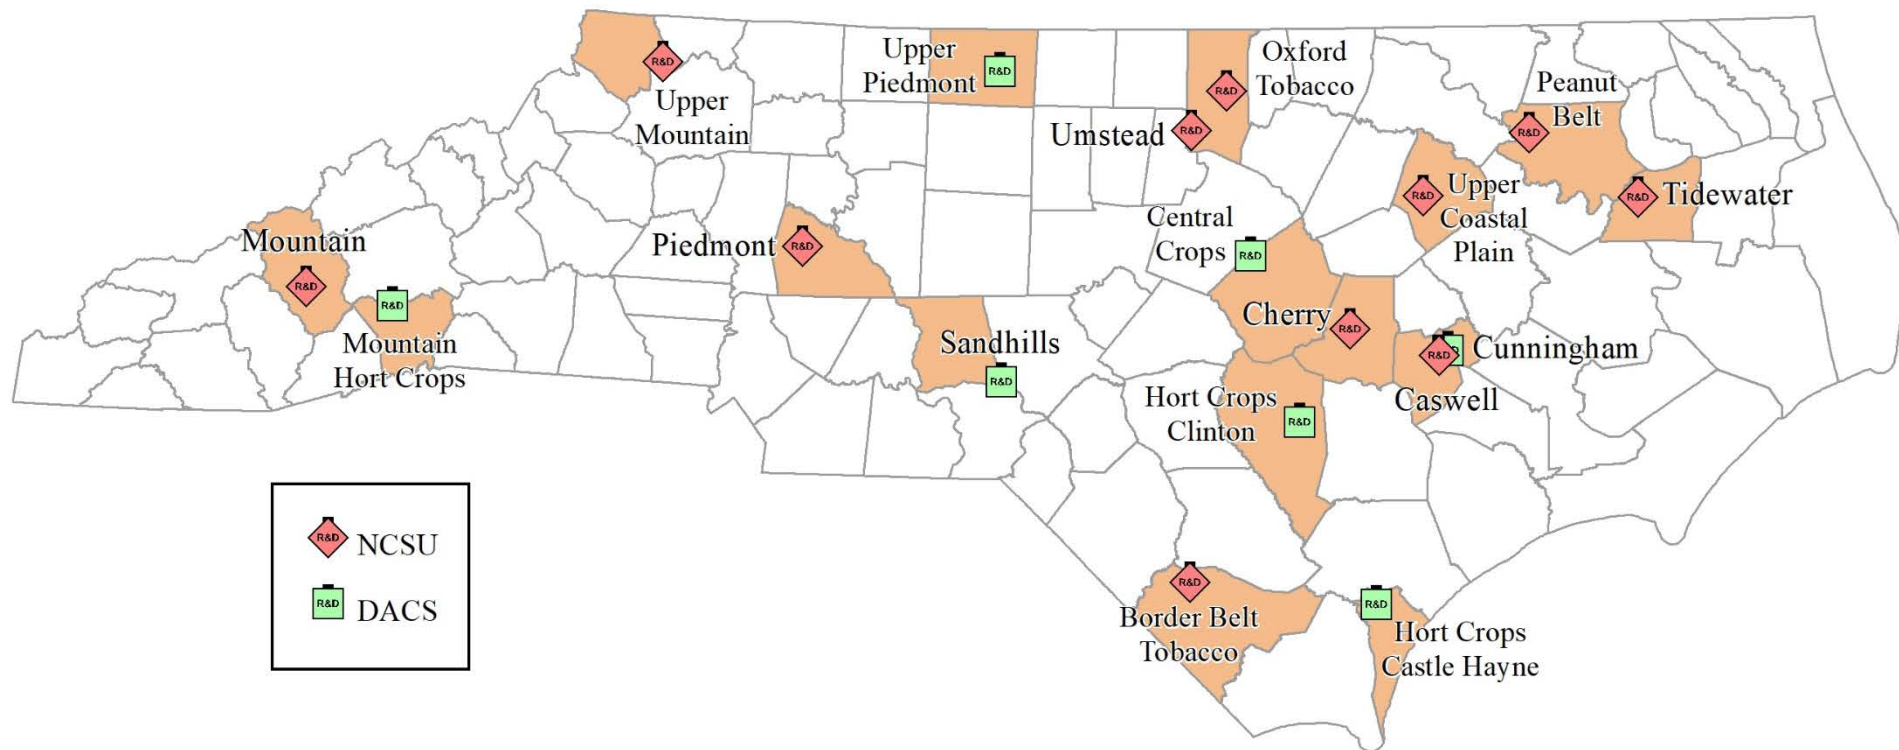 Upper
Piedmont
R&D
Oxford
Tobacco
R&D
R&D
Upper
Mountain
R&D
Umstead
R&D
Peanut
Belt
R&D
Upper
Coastal
Plain
R&D
Tidewater
R&D
Mountain
R&D
Piedmont
R&D
Central
Crops
R&D
Mountain
Hort Crops
R&D
Sandhills
R&D
Cherry
R&D
Cunningham
R&D
Caswell
Hort Crops
Clinton
R&D
R&D
NCSU
R&D
DACS
R&D
Border Belt
Tobacco
R&D
Hort Crops
Castle Hayne